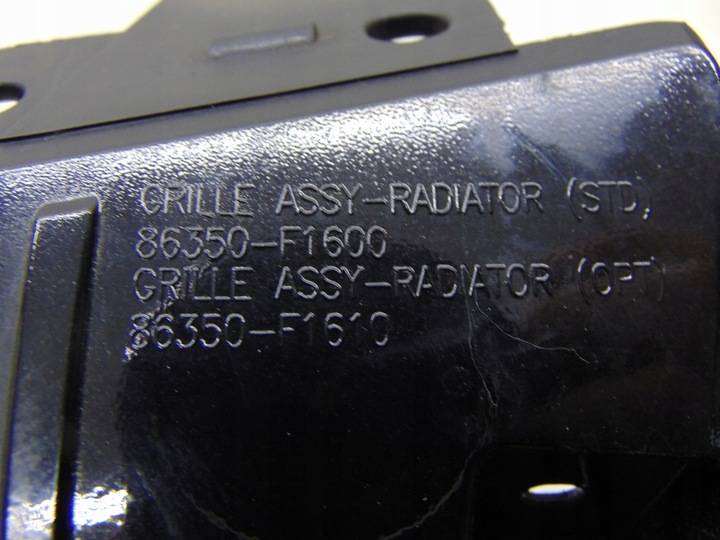 GRILLE ASSY-RADIATOR (STD)
86350-F1600
GRILLE ASSY-RADIATOR (OPT)
86350-F1610